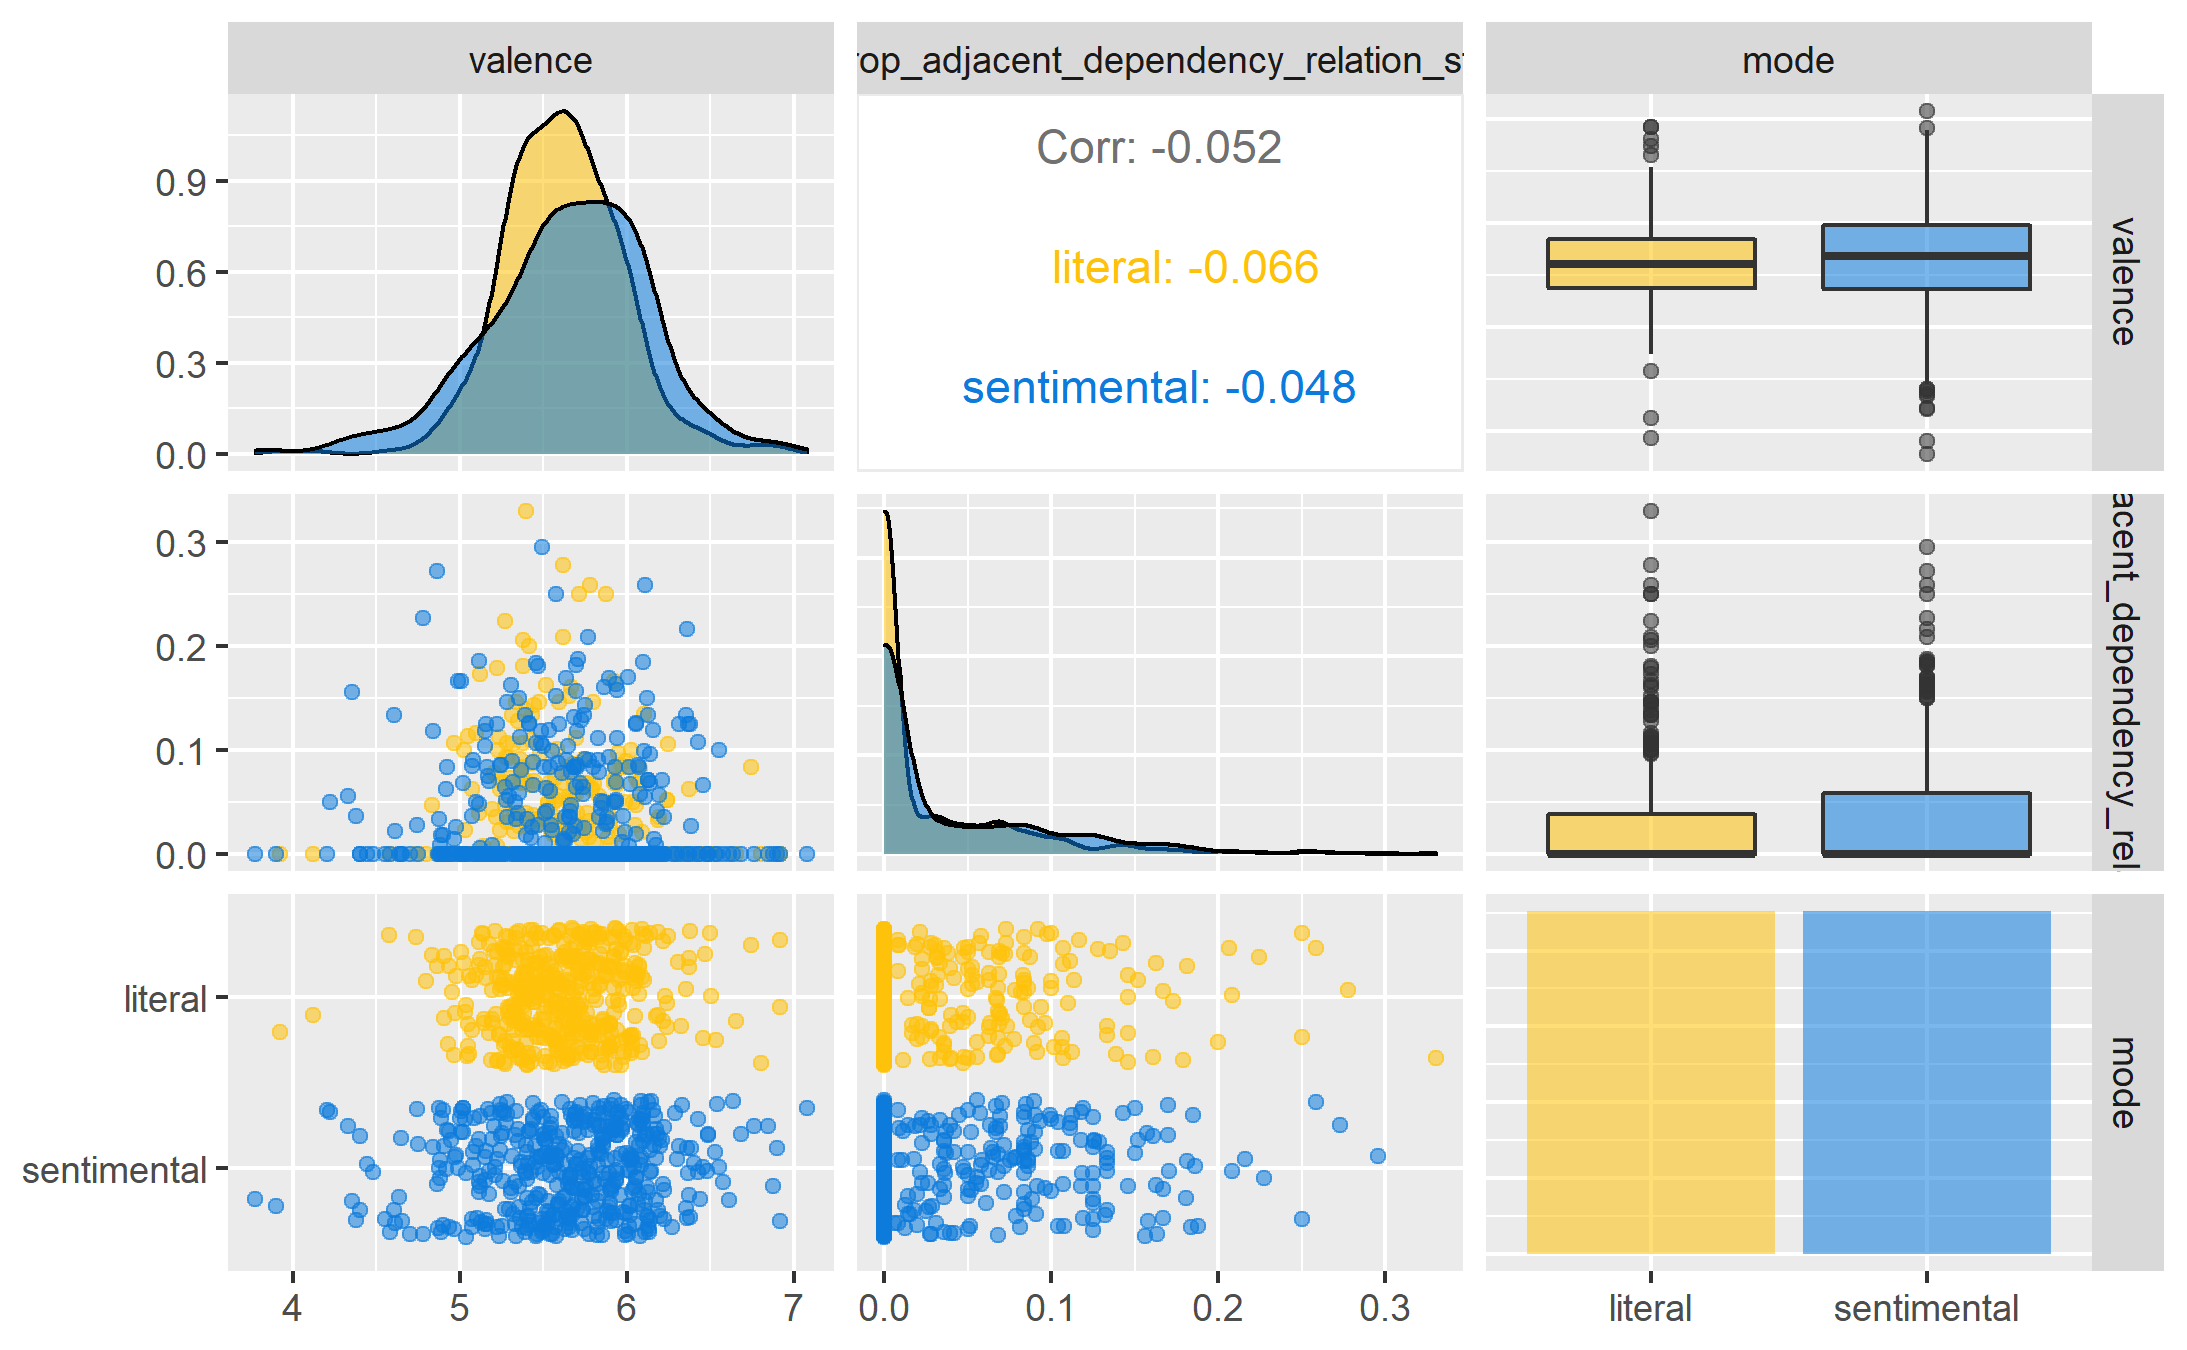 valence
rop_adjacent_dependency_relation_s
mode
0.9
0.6
0.3
0.0
Corr: -0.052
literal: -0.066
sentimental: -0.048
valence
0.3
0.2
0.1
0.0
acent_dependency_rel
literal
sentimental
mode
4
5
6
7
0.0
0.1
0.2
0.3
literal
sentimental